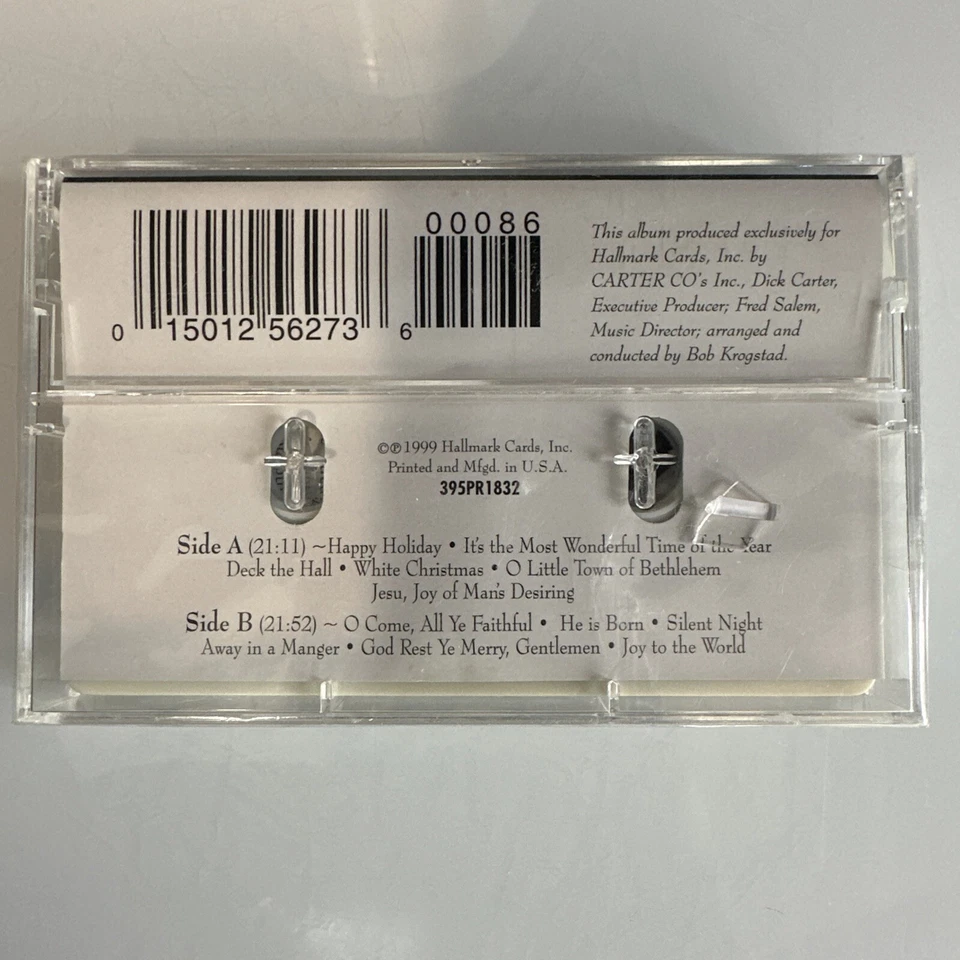 00086
0 15012 56273 6
This album produced exclusively for
Hallmark Cards, Inc. by
CARTER CO's Inc., Dick Carter,
Executive Producer; Fred Salem,
Music Director; arranged and
conducted by Bob Krogstad.
©℗ 1999 Hallmark Cards, Inc.
Printed and Mfgd. in U.S.A.
395PR1832
Side A (21:11) ~Happy Holiday • It's the Most Wonderful Time of the Year
Deck the Hall • White Christmas • O Little Town of Bethlehem
Jesu, Joy of Man's Desiring
Side B (21:52) ~ O Come, All Ye Faithful • He is Born • Silent Night
Away in a Manger • God Rest Ye Merry, Gentlemen • Joy to the World